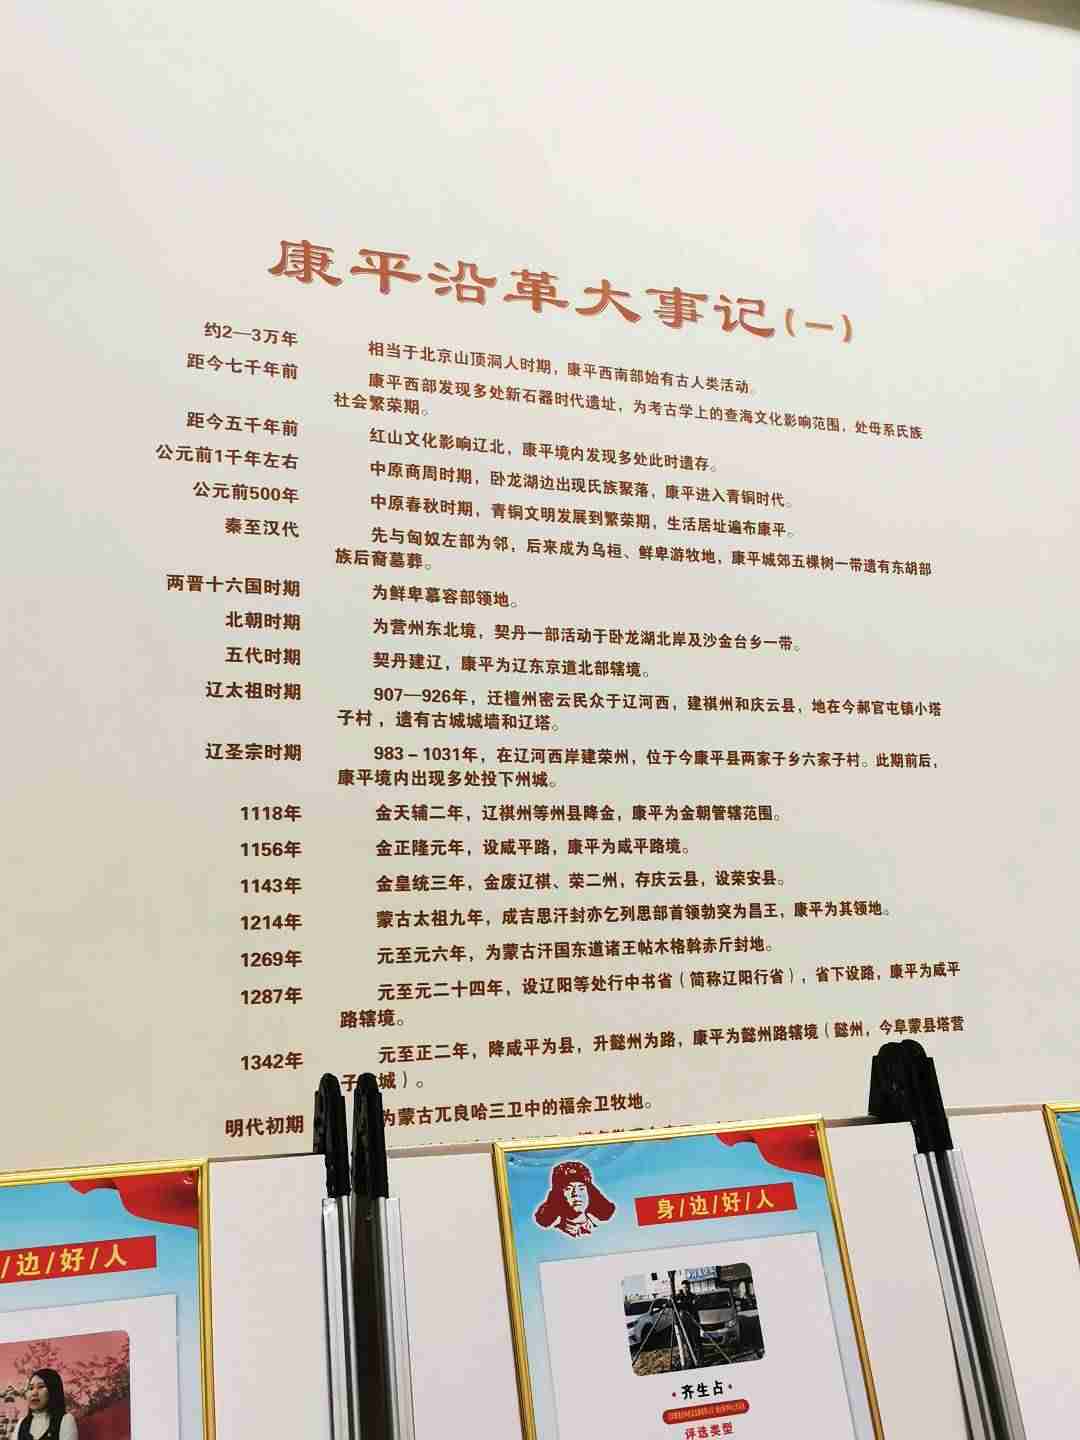 康平沿革大事记(一)
约2—3万年 相当于北京山顶洞人时期，康平西南部始有古人类活动。
距今七千年前 康平西部发现多处新石器时代遗址，为考古学上的查海文化影响范围，处母系氏族
社会繁荣期。
距今五千年前 红山文化影响辽北，康平境内发现多处此时遗存。
公元前1千年左右 中原商周时期，卧龙湖边出现氏族聚落，康平进入青铜时代。
公元前500年 中原春秋时期，青铜文明发展到繁荣期，生活居址遍布康平。
秦至汉代 先与匈奴左部为邻，后来成为乌桓、鲜卑游牧地，康平城郊五棵树一带遗有东胡部
族后裔墓葬。
两晋十六国时期 为鲜卑慕容部领地。
北朝时期 为营州东北境，契丹一部活动于卧龙湖北岸及沙金台乡一带。
五代时期 契丹建辽，康平为辽东京道北部辖境。
辽太祖时期 907—926年，迁檀州密云民众于辽河西，建祺州和庆云县，地在今郝官屯镇小塔
子村，遗有古城城墙和辽塔。
辽圣宗时期 983－1031年，在辽河西岸建荣州，位于今康平县两家子乡六家子村。此期前后，
康平境内出现多处投下州城。
1118年 金天辅二年，辽祺州等州县降金，康平为金朝管辖范围。
1156年 金正隆元年，设咸平路，康平为咸平路境。
1143年 金皇统三年，金废辽祺、荣二州，存庆云县，设荣安县。
1214年 蒙古太祖九年，成吉思汗封亦乞列思部首领勃突为昌王，康平为其领地。
1269年 元至元六年，为蒙古汗国东道诸王帖木格斡赤斤封地。
1287年 元至元二十四年，设辽阳等处行中书省（简称辽阳行省），省下设路，康平为咸平
路辖境。
1342年 元至正二年，降咸平为县，升懿州为路，康平为懿州路辖境（懿州，今阜蒙县塔营
子 城）。
明代初期 为蒙古兀良哈三卫中的福余卫牧地。
/边/好/人
身/边/好/人
·齐生占·
评选类型